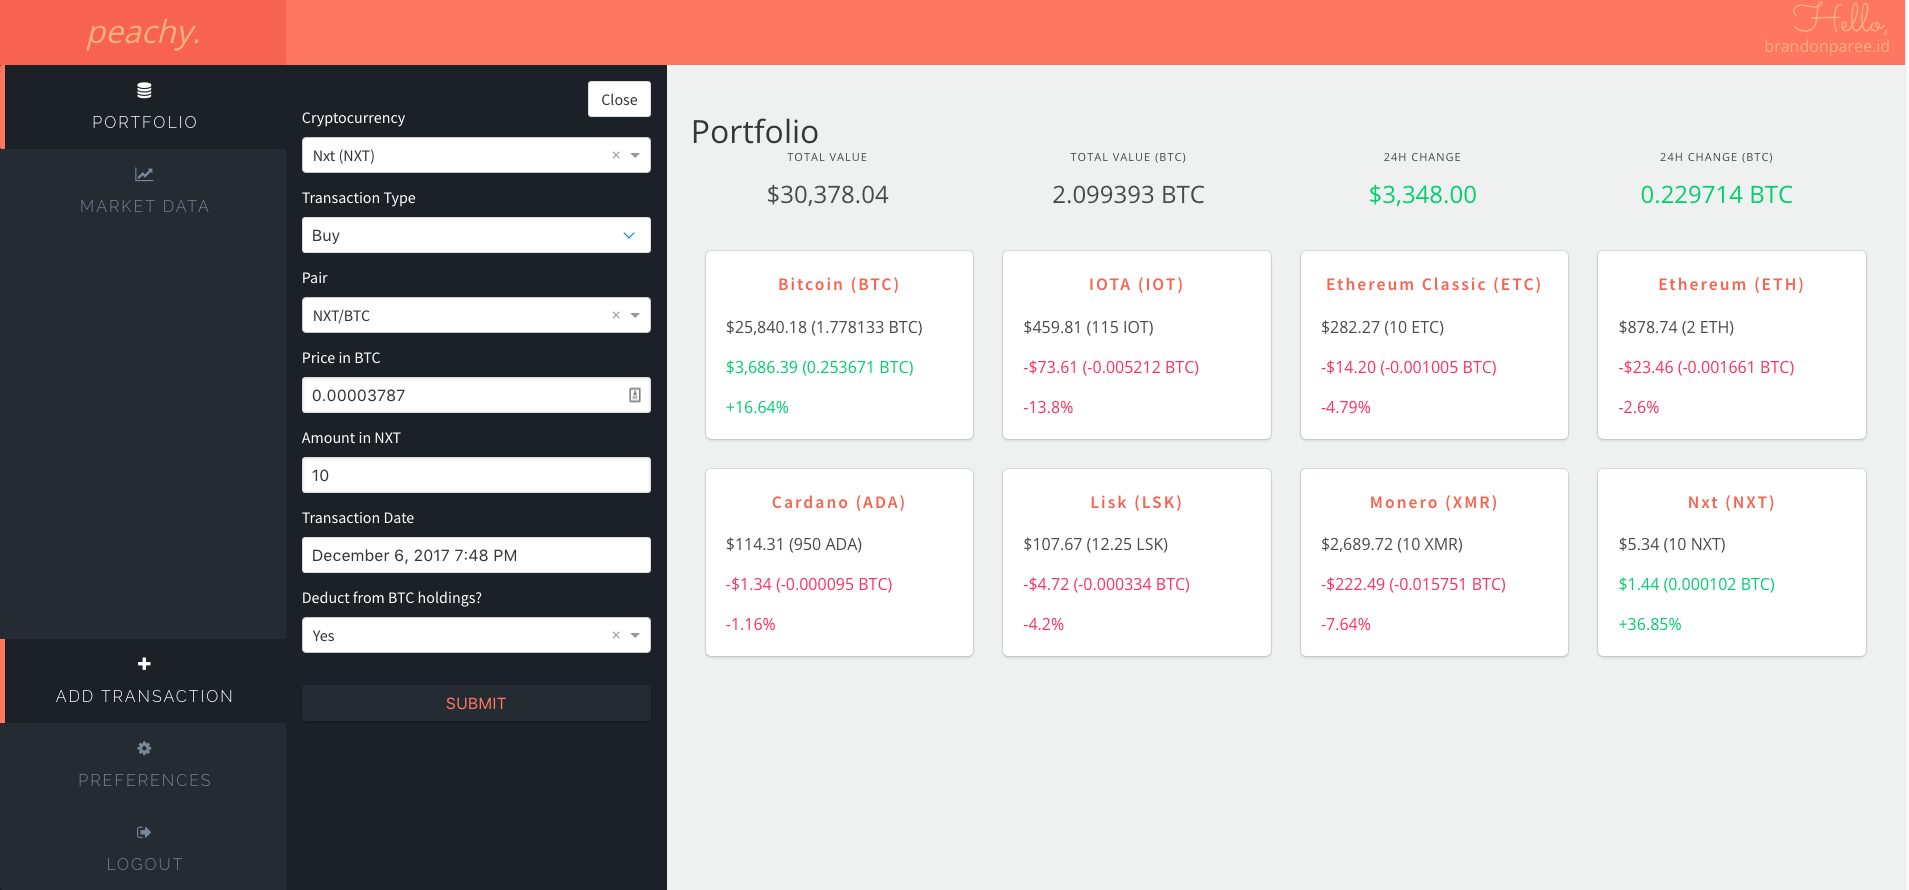 peachy.
Hello,
brandonparee.id
PORTFOLIO
MARKET DATA
ADD TRANSACTION
PREFERENCES
LOGOUT
Close
Cryptocurrency
Nxt (NXT)
Transaction Type
Buy
Pair
NXT/BTC
Price in BTC
0.00003787
Amount in NXT
10
Transaction Date
December 6, 2017 7:48 PM
Deduct from BTC holdings?
Yes
SUBMIT
Portfolio
TOTAL VALUE
$30,378.04
TOTAL VALUE (BTC)
2.099393 BTC
24H CHANGE
$3,348.00
24H CHANGE (BTC)
0.229714 BTC
Bitcoin (BTC)
$25,840.18 (1.778133 BTC)
$3,686.39 (0.253671 BTC)
+16.64%
IOTA (IOT)
$459.81 (115 IOT)
-$73.61 (-0.005212 BTC)
-13.8%
Ethereum Classic (ETC)
$282.27 (10 ETC)
-$14.20 (-0.001005 BTC)
-4.79%
Ethereum (ETH)
$878.74 (2 ETH)
-$23.46 (-0.001661 BTC)
-2.6%
Cardano (ADA)
$114.31 (950 ADA)
-$1.34 (-0.000095 BTC)
-1.16%
Lisk (LSK)
$107.67 (12.25 LSK)
-$4.72 (-0.000334 BTC)
-4.2%
Monero (XMR)
$2,689.72 (10 XMR)
-$222.49 (-0.015751 BTC)
-7.64%
Nxt (NXT)
$5.34 (10 NXT)
$1.44 (0.000102 BTC)
+36.85%